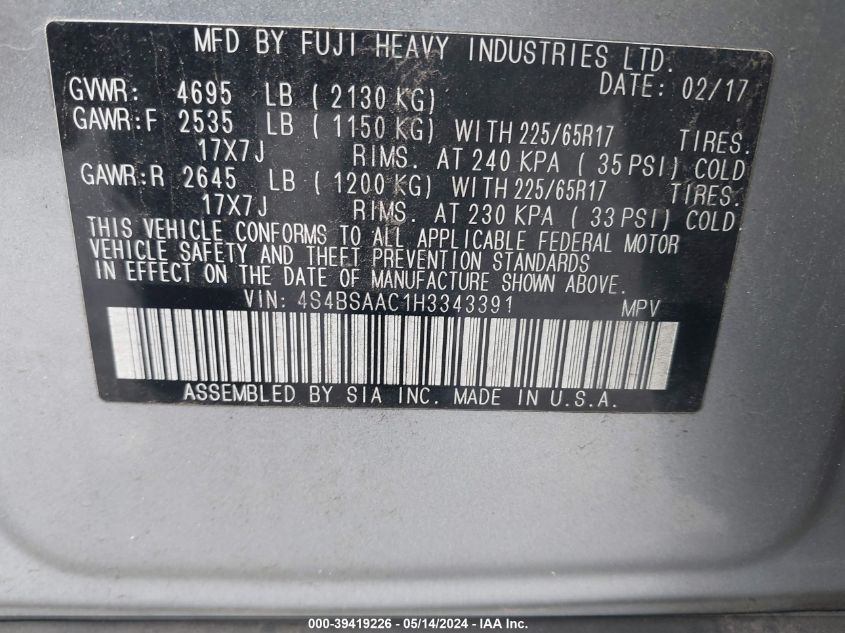 MFD BY FUJI HEAVY INDUSTRIES LTD.
DATE: 02/17
GVWR: 4695 LB ( 2130 KG)
GAWR:F 2535 LB ( 1150 KG) WITH 225/65R17 TIRES.
17X7J RIMS. AT 240 KPA ( 35 PSI) COLD
GAWR:R 2645 LB ( 1200 KG) WITH 225/65R17 TIRES.
17X7J RIMS. AT 230 KPA ( 33 PSI) COLD.
THIS VEHICLE CONFORMS TO ALL APPLICABLE FEDERAL MOTOR
VEHICLE SAFETY AND THEFT PREVENTION STANDARDS
IN EFFECT ON THE DATE OF MANUFACTURE SHOWN ABOVE.
VIN: 4S4BSAAC1H3343391 MPV
ASSEMBLED BY SIA INC. MADE IN U.S.A.
000-39419226 - 05/14/2024 - IAA Inc.